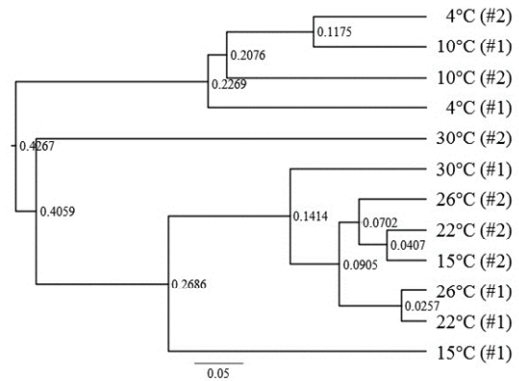 4°C (#2)
0.1175
10°C (#1)
0.2076
10°C (#2)
0.2269
4°C (#1)
30°C (#2)
0.4267
30°C (#1)
26°C (#2)
0.4059
0.1414
0.0702
22°C (#2)
0.0407
15°C (#2)
0.0905
0.2686
26°C (#1)
0.0257
22°C (#1)
15°C (#1)
0.05